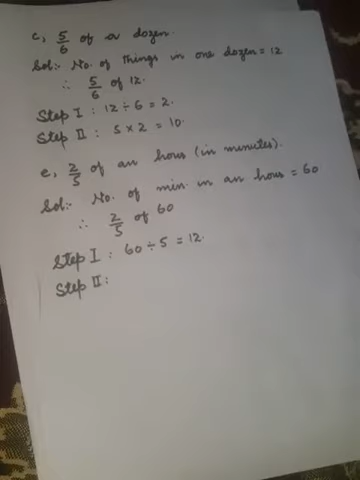 c, 5/6 of a dozen.
Sol:- No. of things in one dozen = 12
∴ 5/6 of 12.
Step I : 12 ÷ 6 = 2.
Step II : 5 × 2 = 10.
e, 2/5 of an hour (in minutes).
Sol:- No. of min. in an hour = 60
∴ 2/5 of 60
Step I : 60 ÷ 5 = 12.
Step II :